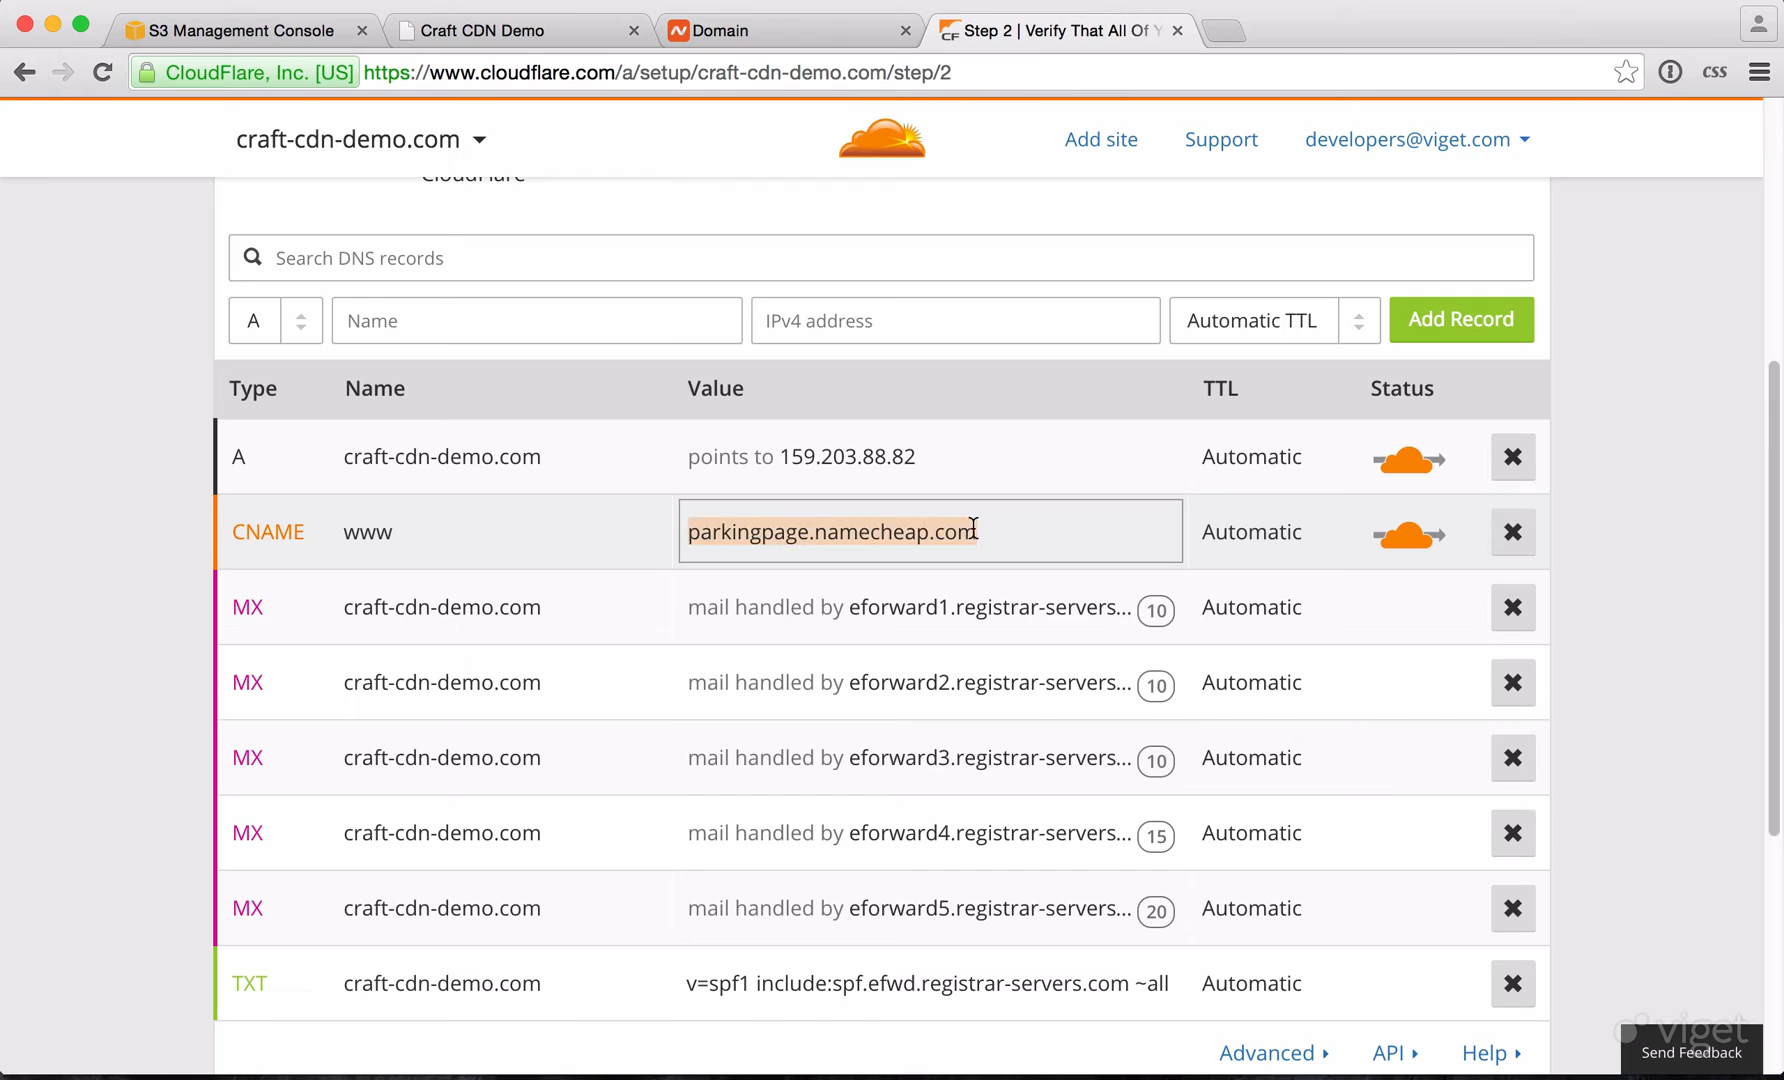 S3 Management Console
Craft CDN Demo
Domain
CF Step 2 | Verify That All Of Y
CloudFlare, Inc. [US] https://www.cloudflare.com/a/setup/craft-cdn-demo.com/step/2
css
craft-cdn-demo.com
Add site Support developers@viget.com
CloudFlare
Search DNS records
A Name IPv4 address Automatic TTL Add Record
Type Name Value TTL Status
A craft-cdn-demo.com points to 159.203.88.82 Automatic
CNAME www parkingpage.namecheap.com Automatic
MX craft-cdn-demo.com mail handled by eforward1.registrar-servers... 10 Automatic
MX craft-cdn-demo.com mail handled by eforward2.registrar-servers... 10 Automatic
MX craft-cdn-demo.com mail handled by eforward3.registrar-servers... 10 Automatic
MX craft-cdn-demo.com mail handled by eforward4.registrar-servers... 15 Automatic
MX craft-cdn-demo.com mail handled by eforward5.registrar-servers... 20 Automatic
TXT craft-cdn-demo.com v=spf1 include:spf.efwd.registrar-servers.com ~all Automatic
Advanced API Help
viget
Send Feedback